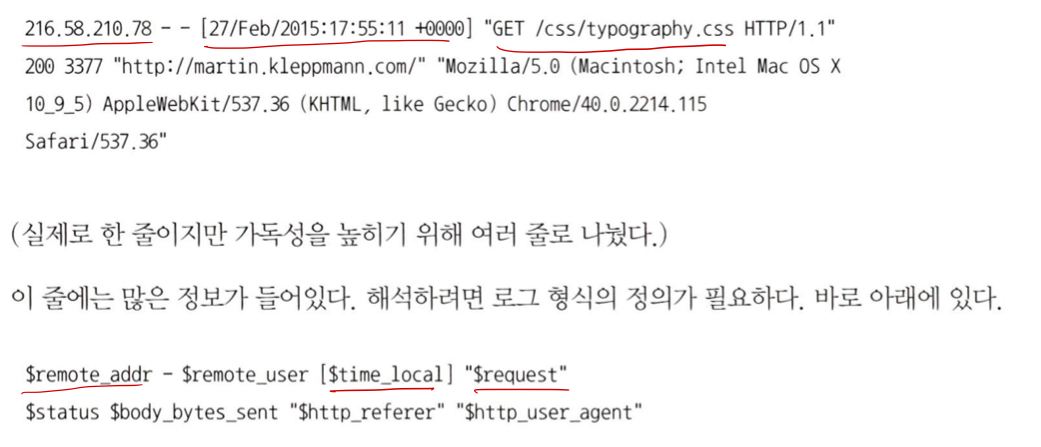 216.58.210.78 - - [27/Feb/2015:17:55:11 +0000] "GET /css/typography.css HTTP/1.1"
200 3377 "http://martin.kleppmann.com/" "Mozilla/5.0 (Macintosh; Intel Mac OS X
10_9_5) AppleWebKit/537.36 (KHTML, like Gecko) Chrome/40.0.2214.115
Safari/537.36"
(실제로 한 줄이지만 가독성을 높히기 위해 여러 줄로 나눴다.)
이 줄에는 많은 정보가 들어있다. 해석하려면 로그 형식의 정의가 필요하다. 바로 아래에 있다.
$remote_addr - $remote_user [$time_local] "$request"
$status $body_bytes_sent "$http_referer" "$http_user_agent"